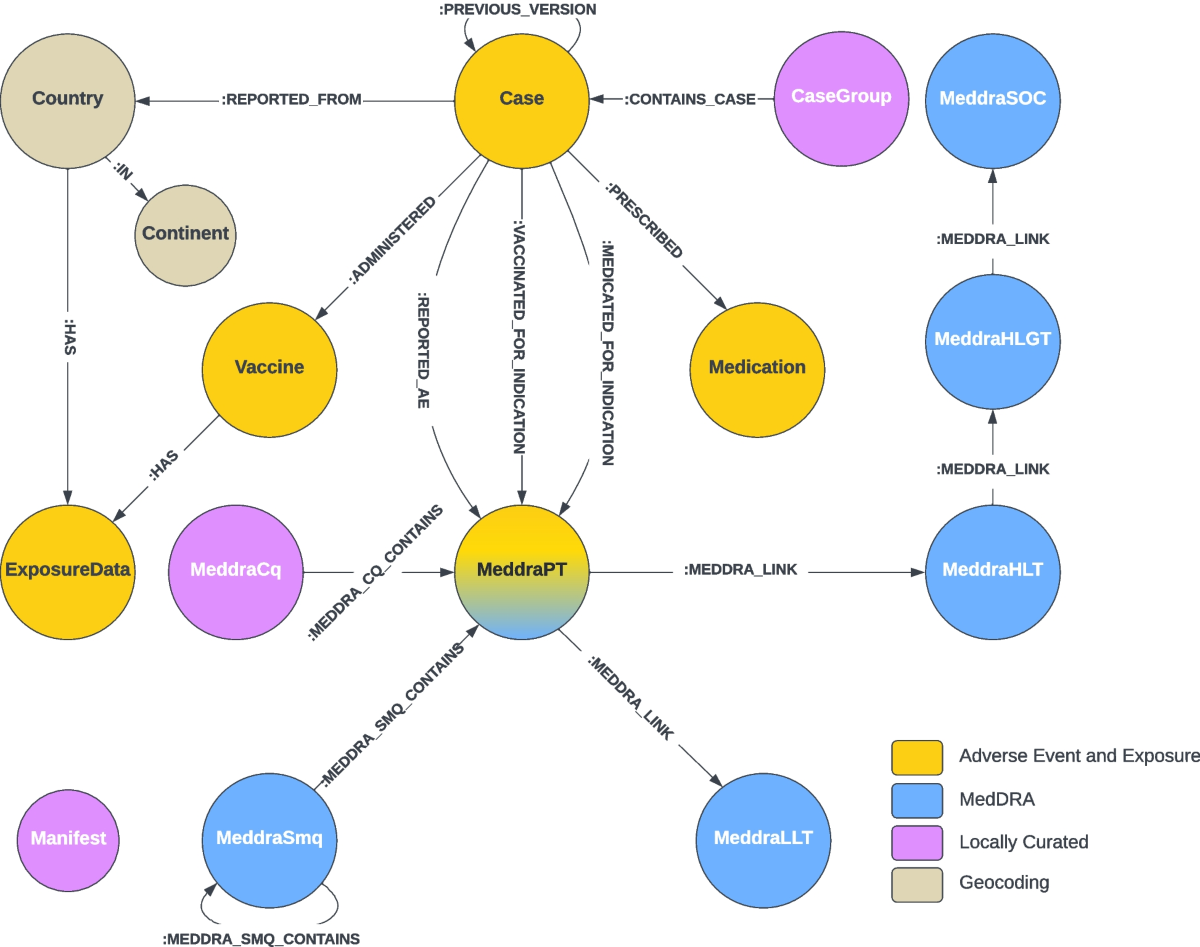 :PREVIOUS_VERSION
Country
:REPORTED_FROM
Case
:CONTAINS_CASE
CaseGroup
MeddraSOC
:IN
Continent
:ADMINISTERED
:REPORTED_AE
:VACCINATED_FOR_INDICATION
:MEDICATED_FOR_INDICATION
:PRESCRIBED
:MEDDRA_LINK
:HAS
Vaccine
Medication
MeddraHLGT
:HAS
:MEDDRA_LINK
ExposureData
MeddraCq
:MEDDRA_CQ_CONTAINS
MeddraPT
:MEDDRA_LINK
MeddraHLT
:MEDDRA_SMQ_CONTAINS
:MEDDRA_LINK
Manifest
MeddraSmq
MeddraLLT
:MEDDRA_SMQ_CONTAINS
Adverse Event and Exposure
MedDRA
Locally Curated
Geocoding